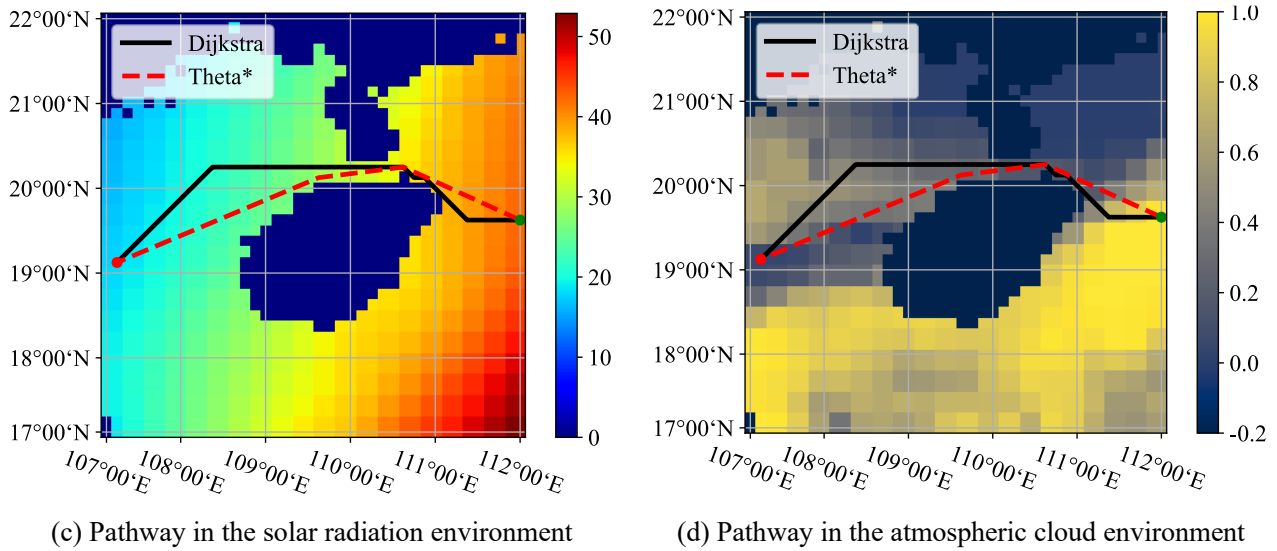 22°00‘N
21°00‘N
20°00‘N
19°00‘N
18°00‘N
17°00‘N
Dijkstra
Theta*
107°00‘E
108°00‘E
109°00‘E
110°00‘E
111°00‘E
112°00‘E
50
40
30
20
10
0
(c) Pathway in the solar radiation environment
22°00‘N
21°00‘N
20°00‘N
19°00‘N
18°00‘N
17°00‘N
Dijkstra
Theta*
107°00‘E
108°00‘E
109°00‘E
110°00‘E
111°00‘E
112°00‘E
1.0
0.8
0.6
0.4
0.2
0.0
-0.2
(d) Pathway in the atmospheric cloud environment